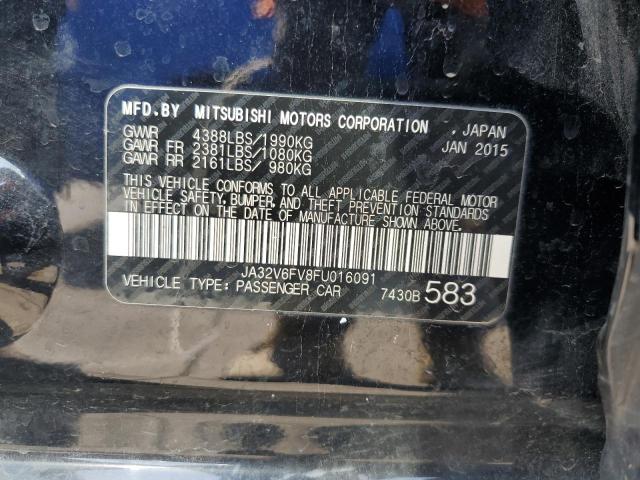 MFD.BY MITSUBISHI MOTORS CORPORATION , JAPAN
GWR 4388LBS/1990KG JAN 2015
GAWR FR 2381LBS/1080KG
GAWR RR 2161LBS/ 980KG
THIS VEHICLE CONFORMS TO ALL APPLICABLE FEDERAL MOTOR
VEHICLE SAFETY, BUMPER, AND THEFT PREVENTION STANDARDS
IN EFFECT ON THE DATE OF MANUFACTURE SHOWN ABOVE.
JA32V6FV8FU016091
VEHICLE TYPE: PASSENGER CAR 7430B 583